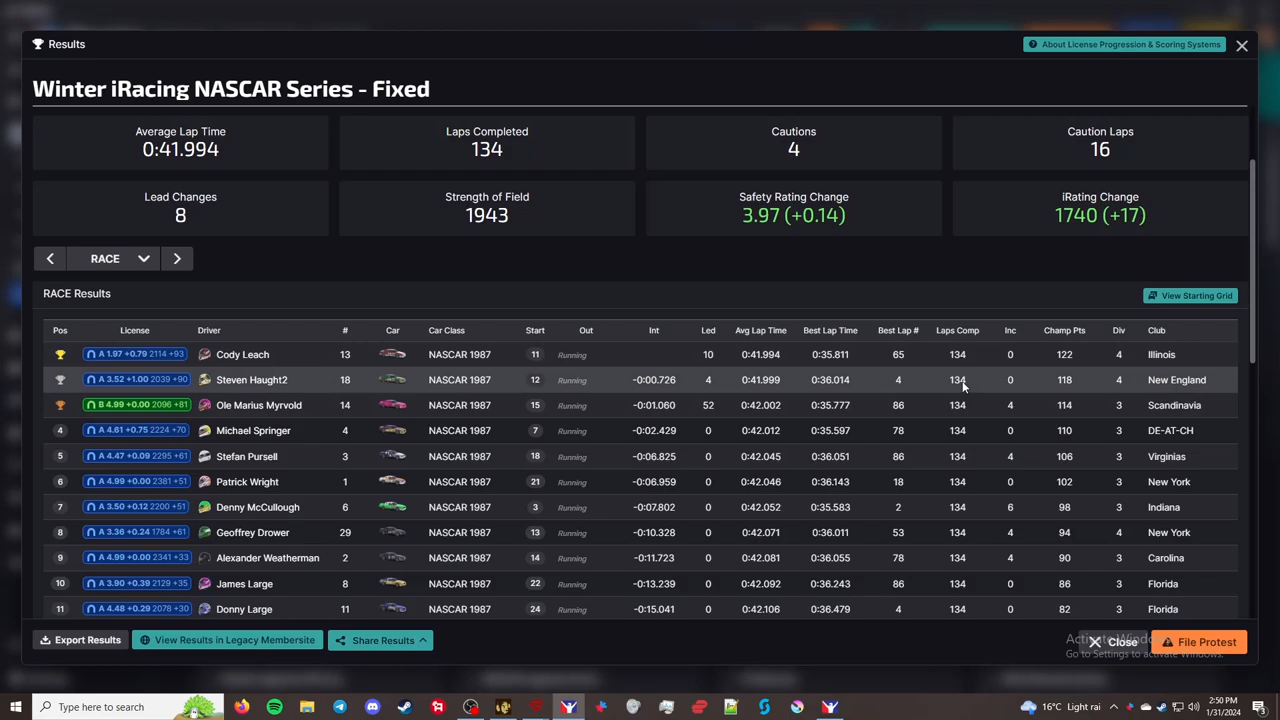 Results
About License Progression & Scoring Systems
Winter iRacing NASCAR Series - Fixed
Average Lap Time Laps Completed Cautions Caution Laps
0:41.994 134 4 16
Lead Changes Strength of Field Safety Rating Change iRating Change
8 1943 3.97 (+0.14) 1740 (+17)
RACE
RACE Results View Starting Grid
Pos License Driver # Car Car Class Start Out Int Led Avg Lap Time Best Lap Time Best Lap # Laps Comp Inc Champ Pts Div Club
A 1.97 +0.79 2114 +93 Cody Leach 13 NASCAR 1987 11 Running 10 0:41.994 0:35.811 65 134 0 122 4 Illinois
A 3.52 +1.00 2039 +90 Steven Haught2 18 NASCAR 1987 12 Running -0:00.726 4 0:41.999 0:36.014 4 134 0 118 4 New England
B 4.99 +0.00 2096 +81 Ole Marius Myrvold 14 NASCAR 1987 15 Running -0:01.060 52 0:42.002 0:35.777 86 134 4 114 3 Scandinavia
4 A 4.61 +0.75 2224 +70 Michael Springer 4 NASCAR 1987 7 Running -0:02.429 0 0:42.012 0:35.597 78 134 0 110 3 DE-AT-CH
5 A 4.47 +0.09 2295 +61 Stefan Pursell 3 NASCAR 1987 18 Running -0:06.825 0 0:42.045 0:36.051 86 134 4 106 3 Virginias
6 A 4.99 +0.00 2381 +51 Patrick Wright 1 NASCAR 1987 21 Running -0:06.959 0 0:42.046 0:36.143 18 134 0 102 3 New York
7 A 3.50 +0.12 2200 +51 Denny McCullough 6 NASCAR 1987 3 Running -0:07.802 0 0:42.052 0:35.583 2 134 6 98 3 Indiana
8 A 3.36 +0.24 1784 +61 Geoffrey Drower 29 NASCAR 1987 13 Running -0:10.328 0 0:42.071 0:36.011 53 134 4 94 4 New York
9 A 4.99 +0.00 2341 +33 Alexander Weatherman 2 NASCAR 1987 14 Running -0:11.723 0 0:42.081 0:36.055 78 134 4 90 3 Carolina
10 A 3.90 +0.39 2129 +35 James Large 8 NASCAR 1987 22 Running -0:13.239 0 0:42.092 0:36.243 86 134 0 86 3 Florida
11 A 4.48 +0.29 2078 +30 Donny Large 11 NASCAR 1987 24 Running -0:15.041 0 0:42.106 0:36.479 4 134 0 82 3 Florida
Export Results View Results in Legacy Membersite Share Results Close File Protest
Activate Windo
Go to Settings to activate Windows.
Type here to search 16°C Light rai 2:50 PM
1/31/2024